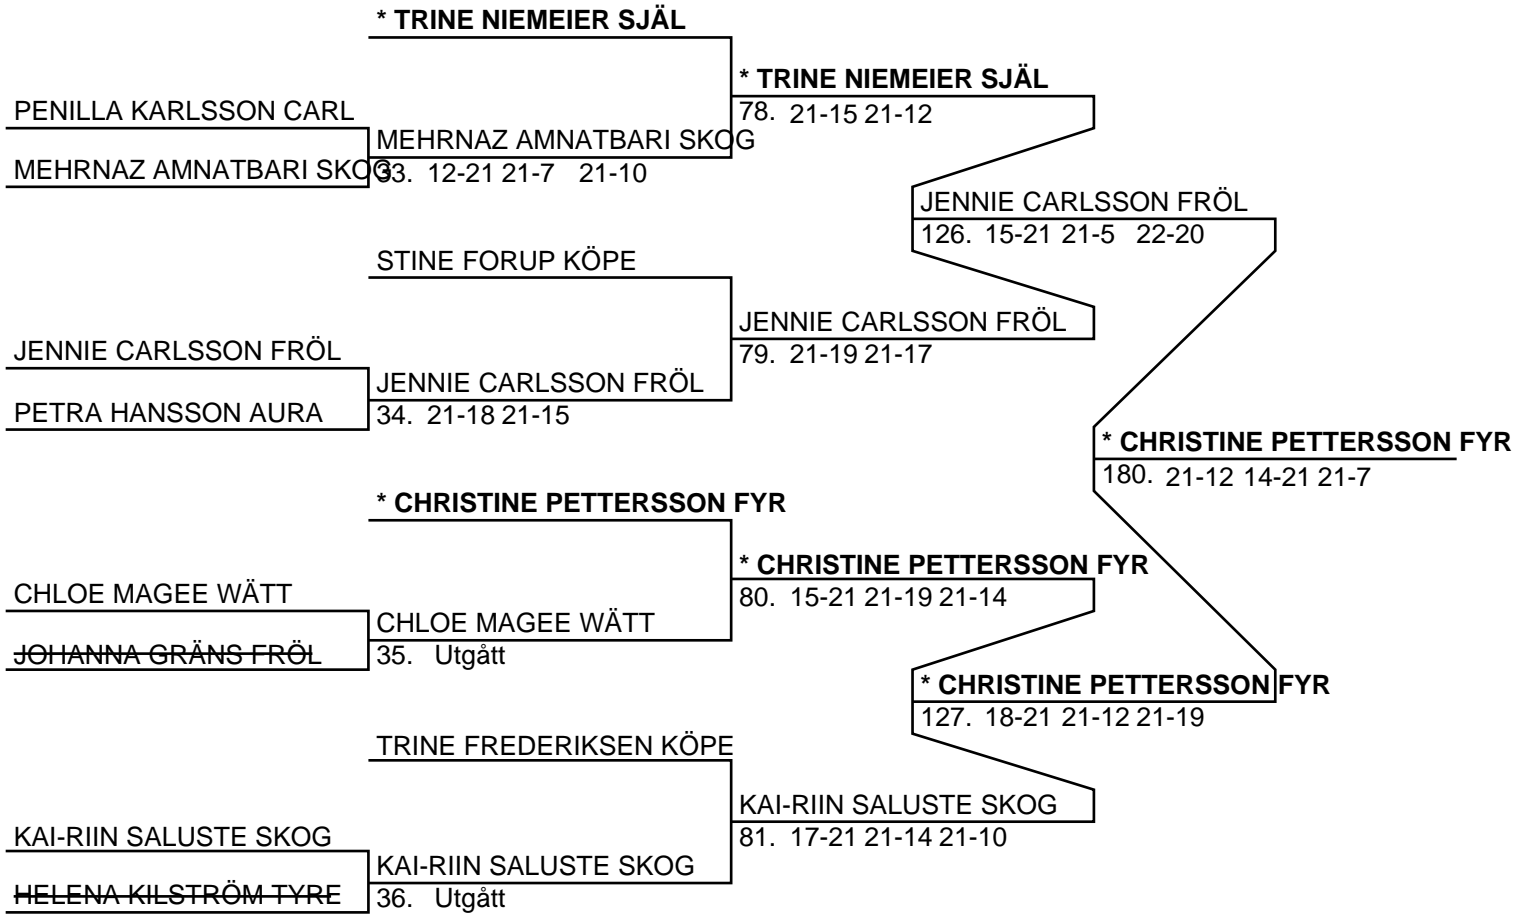 * TRINE NIEMEIER SJÄL
* TRINE NIEMEIER SJÄL
PENILLA KARLSSON CARL
78. 21-15 21-12
MEHRNAZ AMNATBARI SKOG
MEHRNAZ AMNATBARI SKOG
33. 12-21 21-7 21-10
JENNIE CARLSSON FRÖL
126. 15-21 21-5 22-20
STINE FORUP KÖPE
JENNIE CARLSSON FRÖL
JENNIE CARLSSON FRÖL
79. 21-19 21-17
JENNIE CARLSSON FRÖL
PETRA HANSSON AURA
34. 21-18 21-15
* CHRISTINE PETTERSSON FYR
180. 21-12 14-21 21-7
* CHRISTINE PETTERSSON FYR
* CHRISTINE PETTERSSON FYR
CHLOE MAGEE WÄTT
80. 15-21 21-19 21-14
CHLOE MAGEE WÄTT
JOHANNA GRÄNS FRÖL
35. Utgått
* CHRISTINE PETTERSSON FYR
127. 18-21 21-12 21-19
TRINE FREDERIKSEN KÖPE
KAI-RIIN SALUSTE SKOG
KAI-RIIN SALUSTE SKOG
81. 17-21 21-14 21-10
KAI-RIIN SALUSTE SKOG
HELENA KILSTRÖM TYRE
36. Utgått